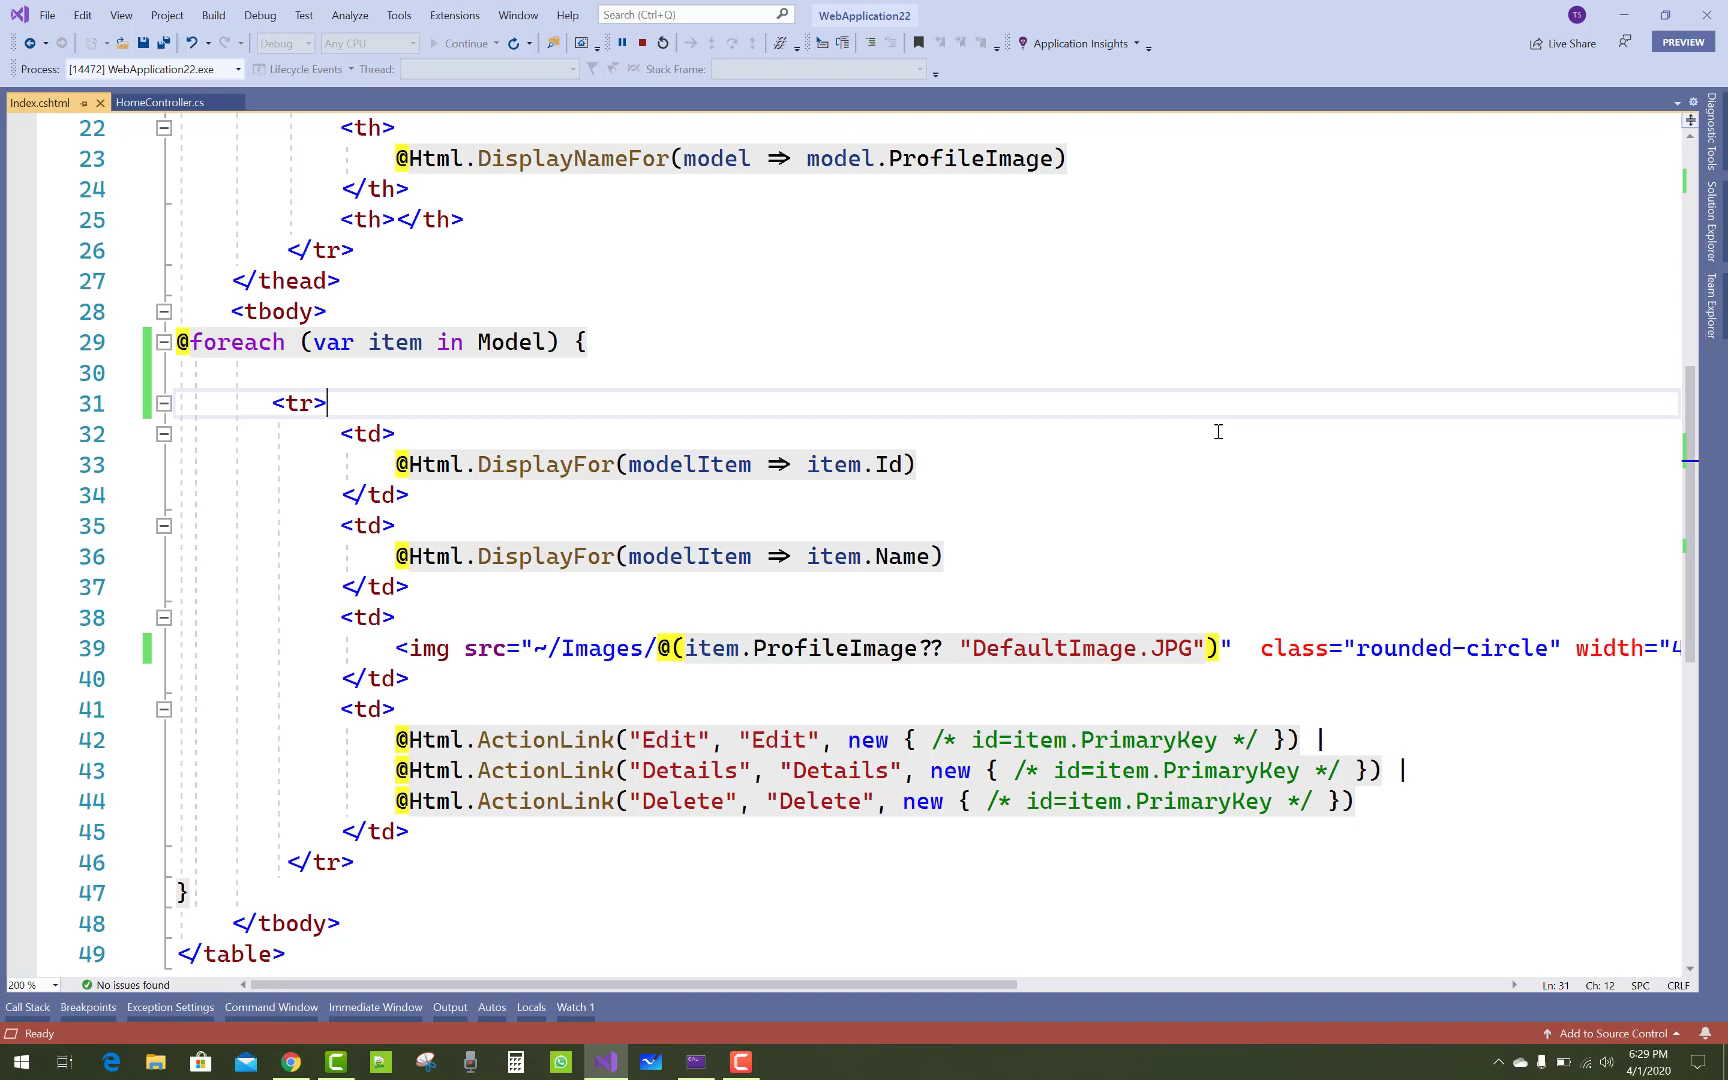 File Edit View Project Build Debug Test Analyze Tools Extensions Window Help Search (Ctrl+Q) WebApplication22 TS
Debug Any CPU Continue Application Insights Live Share PREVIEW
Process: [14472] WebApplication22.exe Lifecycle Events Thread: Stack Frame:
Index.cshtml HomeController.cs
22 <th>
23 @Html.DisplayNameFor(model => model.ProfileImage)
24 </th>
25 <th></th>
26 </tr>
27 </thead>
28 <tbody>
29 @foreach (var item in Model) {
30
31 <tr>
32 <td>
33 @Html.DisplayFor(modelItem => item.Id)
34 </td>
35 <td>
36 @Html.DisplayFor(modelItem => item.Name)
37 </td>
38 <td>
39 <img src="~/Images/@(item.ProfileImage?? "DefaultImage.JPG")" class="rounded-circle" width="4
40 </td>
41 <td>
42 @Html.ActionLink("Edit", "Edit", new { /* id=item.PrimaryKey */ }) |
43 @Html.ActionLink("Details", "Details", new { /* id=item.PrimaryKey */ }) |
44 @Html.ActionLink("Delete", "Delete", new { /* id=item.PrimaryKey */ })
45 </td>
46 </tr>
47 }
48 </tbody>
49 </table>
Diagnostic Tools
Solution Explorer
Team Explorer
200 % No issues found Ln: 31 Ch: 12 SPC CRLF
Call Stack Breakpoints Exception Settings Command Window Immediate Window Output Autos Locals Watch 1
Ready Add to Source Control
6:29 PM
4/1/2020